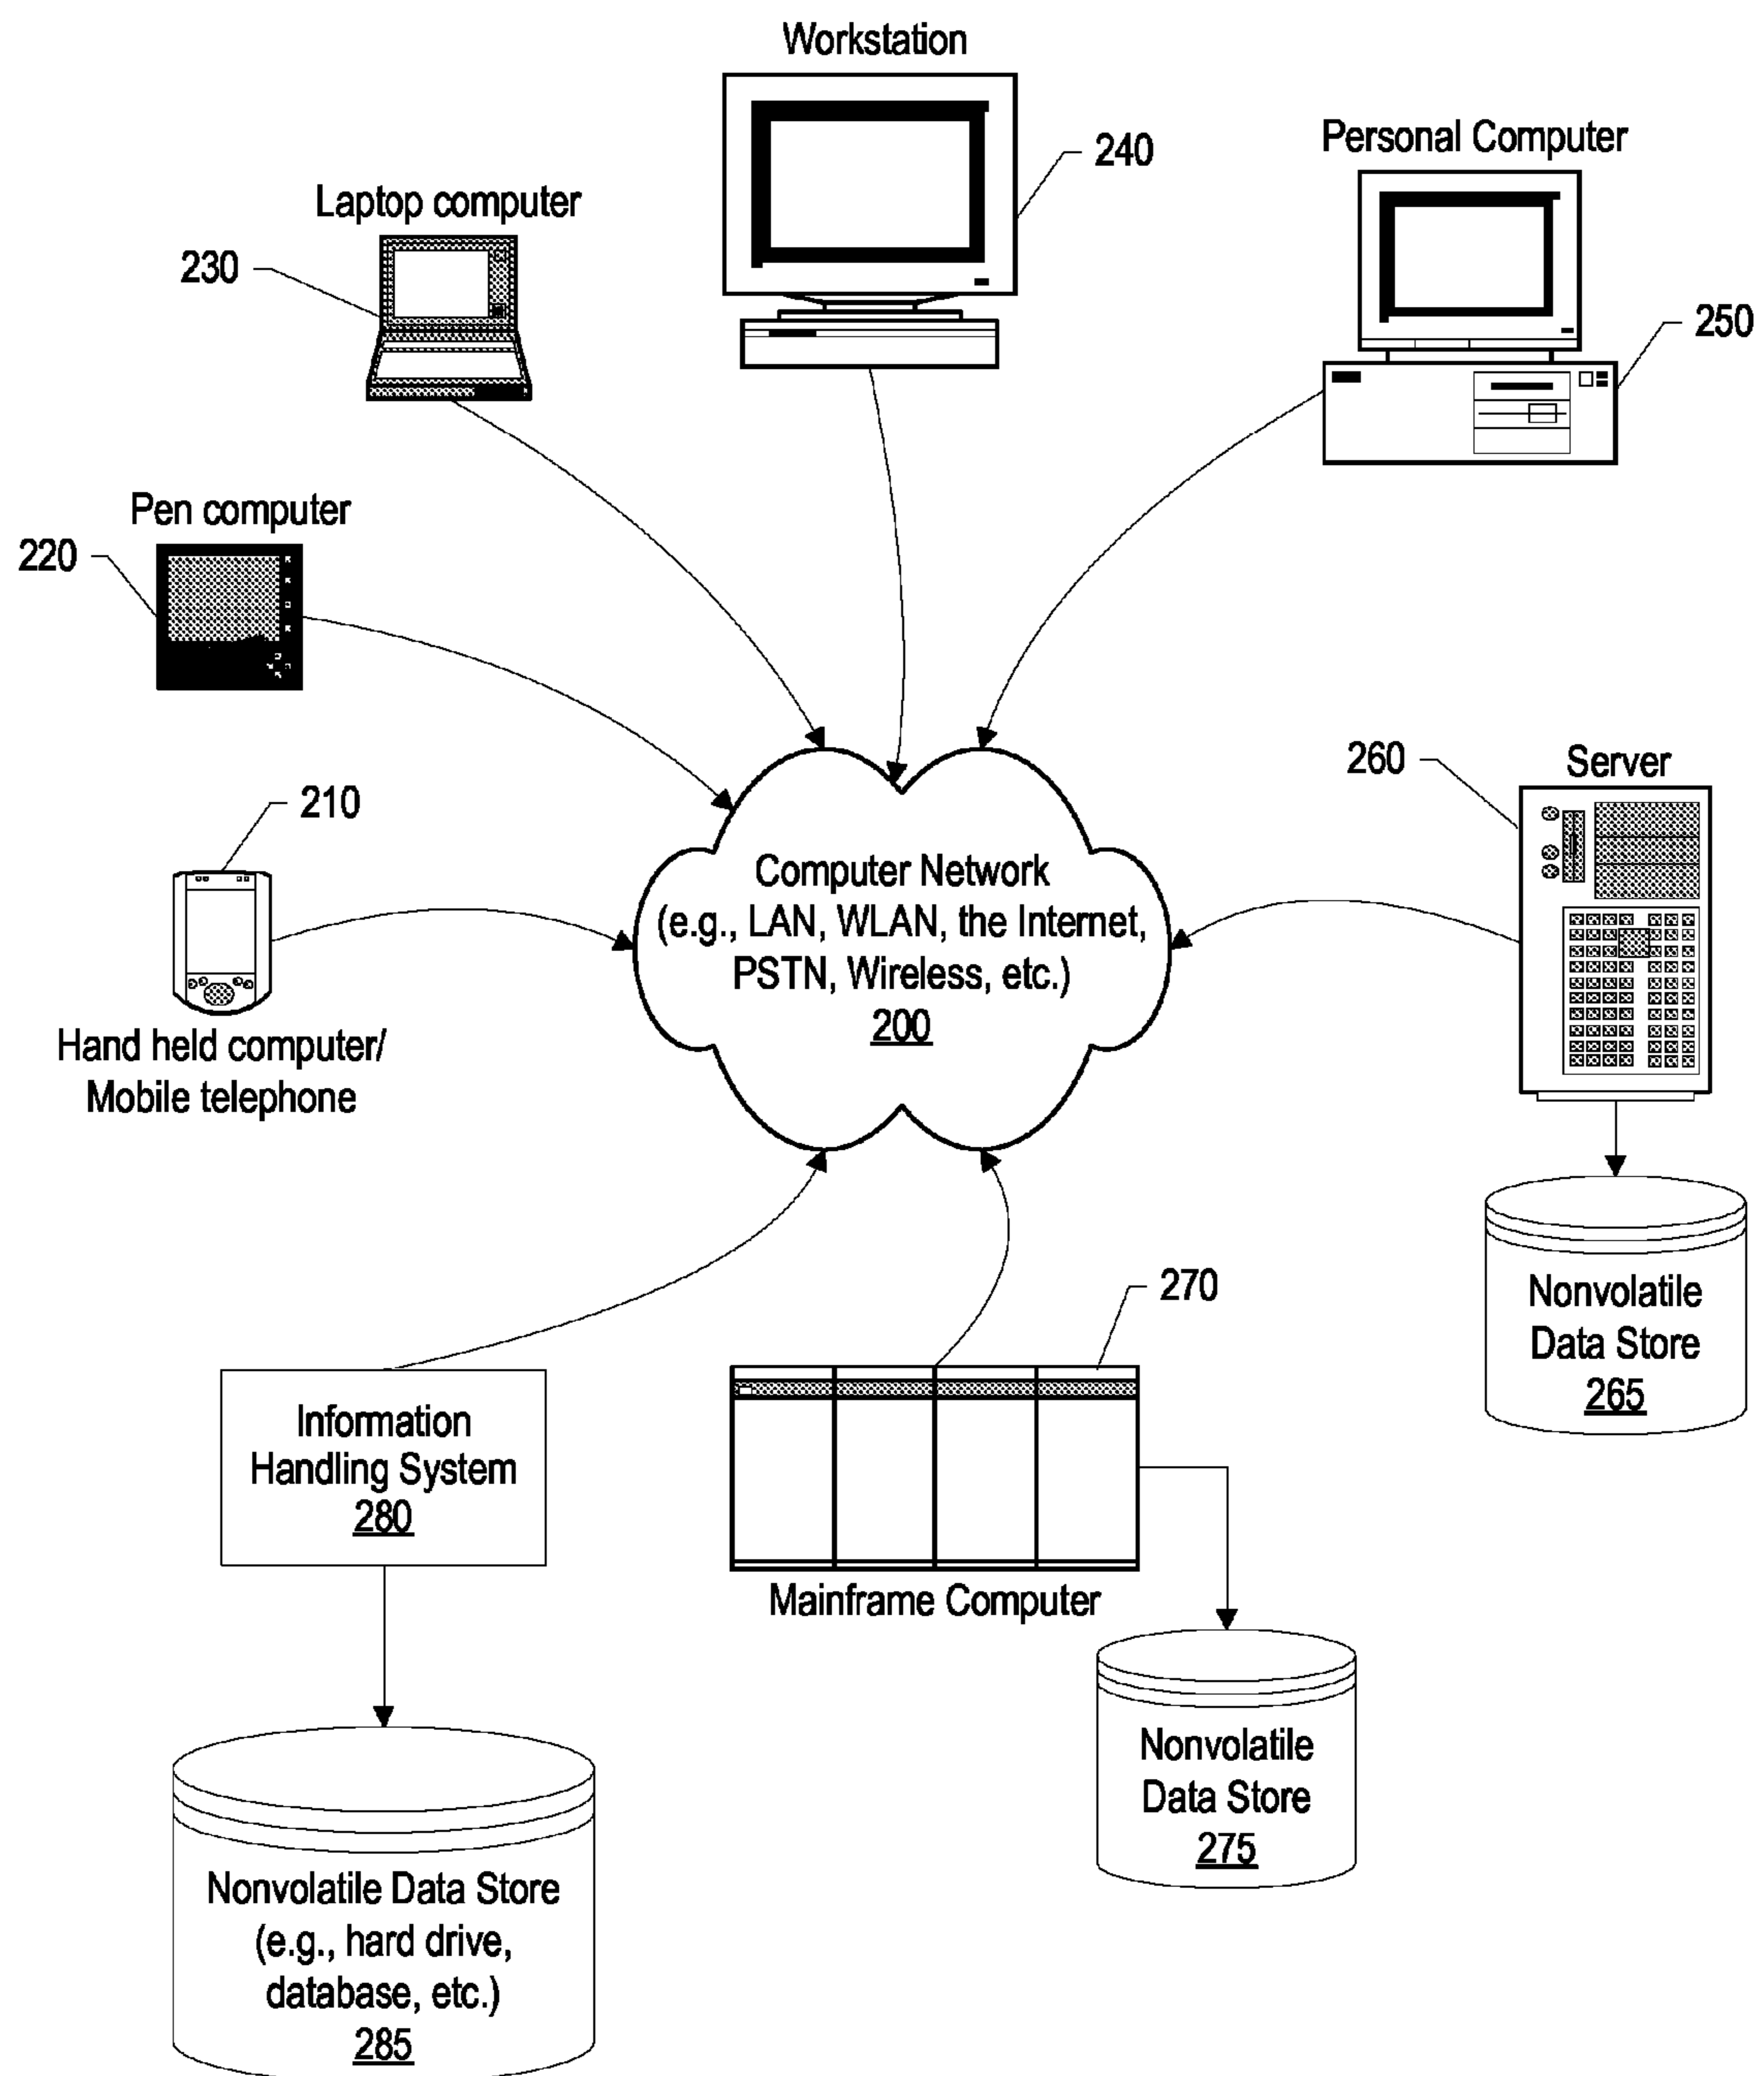 Workstation
240
Personal Computer
250
Laptop computer
230
Pen computer
220
210
Hand held computer/
Mobile telephone
Computer Network
(e.g., LAN, WLAN, the Internet,
PSTN, Wireless, etc.)
200
260
Server
Nonvolatile
Data Store
265
270
Mainframe Computer
Nonvolatile
Data Store
275
Information
Handling System
280
Nonvolatile Data Store
(e.g., hard drive,
database, etc.)
285